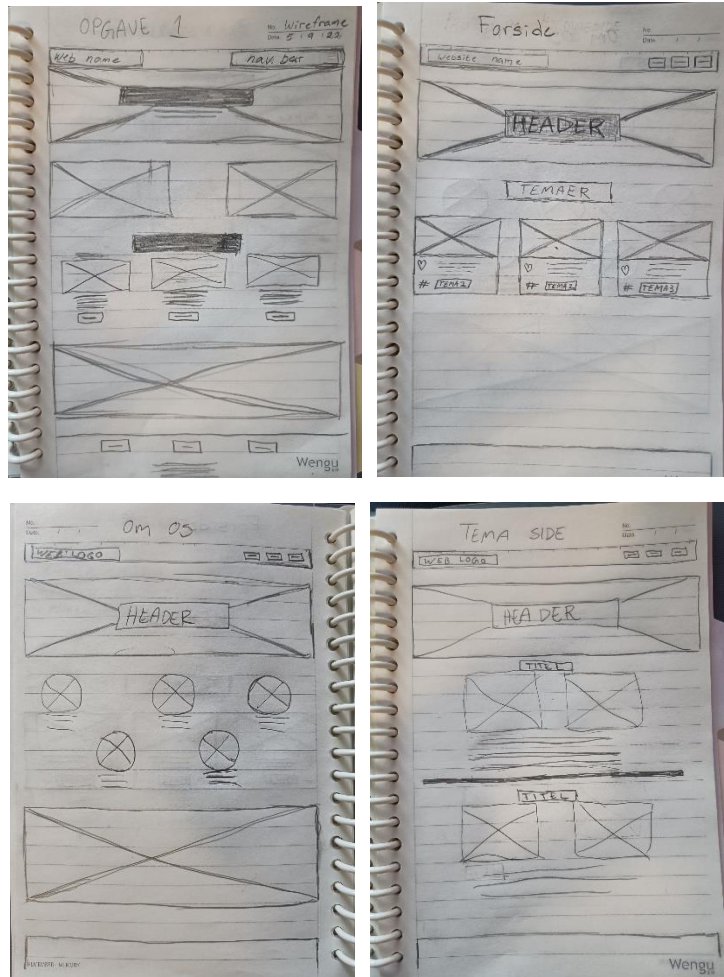 OPGAVE 1
No. Wireframe
Date 5 / 9 / 22
Web name nav. bar
Wengu
Forside
No.
Date / /
Website name
HEADER
TEMAER
# # TEMA2 # TEMA3
Om os
No.
Date / /
WEB LOGO
HEADER
TEMA SIDE
No.
Date / /
WEB LOGO
HEADER
TITEL
TITEL
Wengu